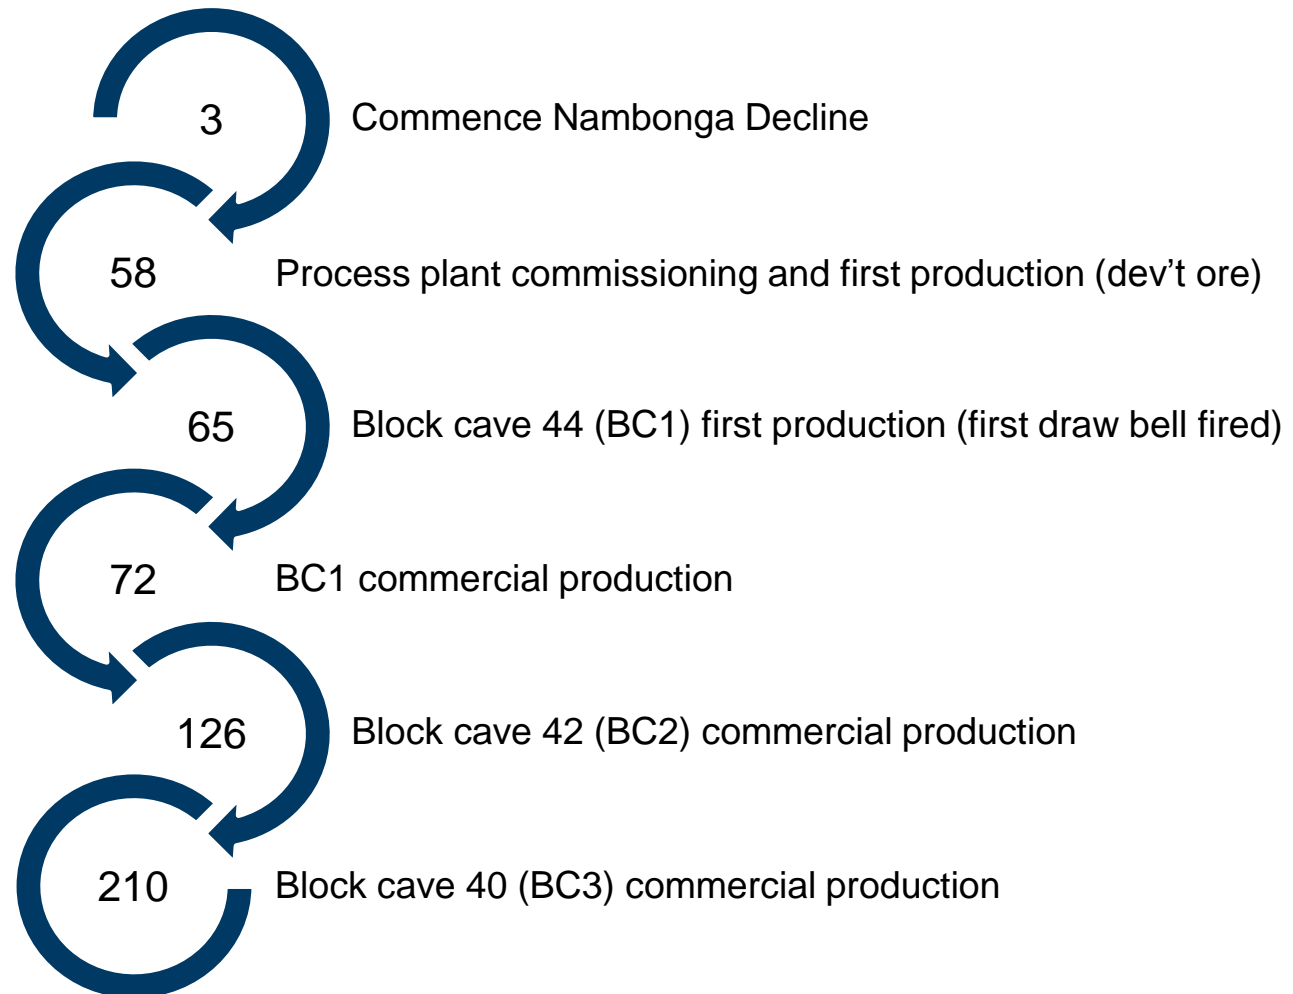 3 Commence Nambonga Decline
58 Process plant commissioning and first production (dev’t ore)
65 Block cave 44 (BC1) first production (first draw bell fired)
72 BC1 commercial production
126 Block cave 42 (BC2) commercial production
210 Block cave 40 (BC3) commercial production